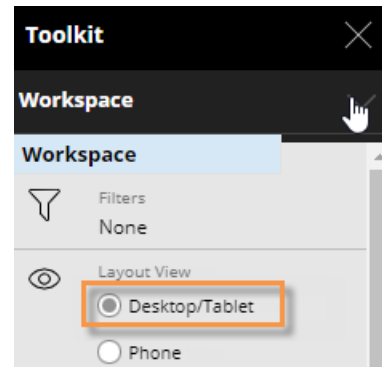 Toolkit
Workspace
Workspace
Filters
None
Layout View
Desktop/Tablet
Phone